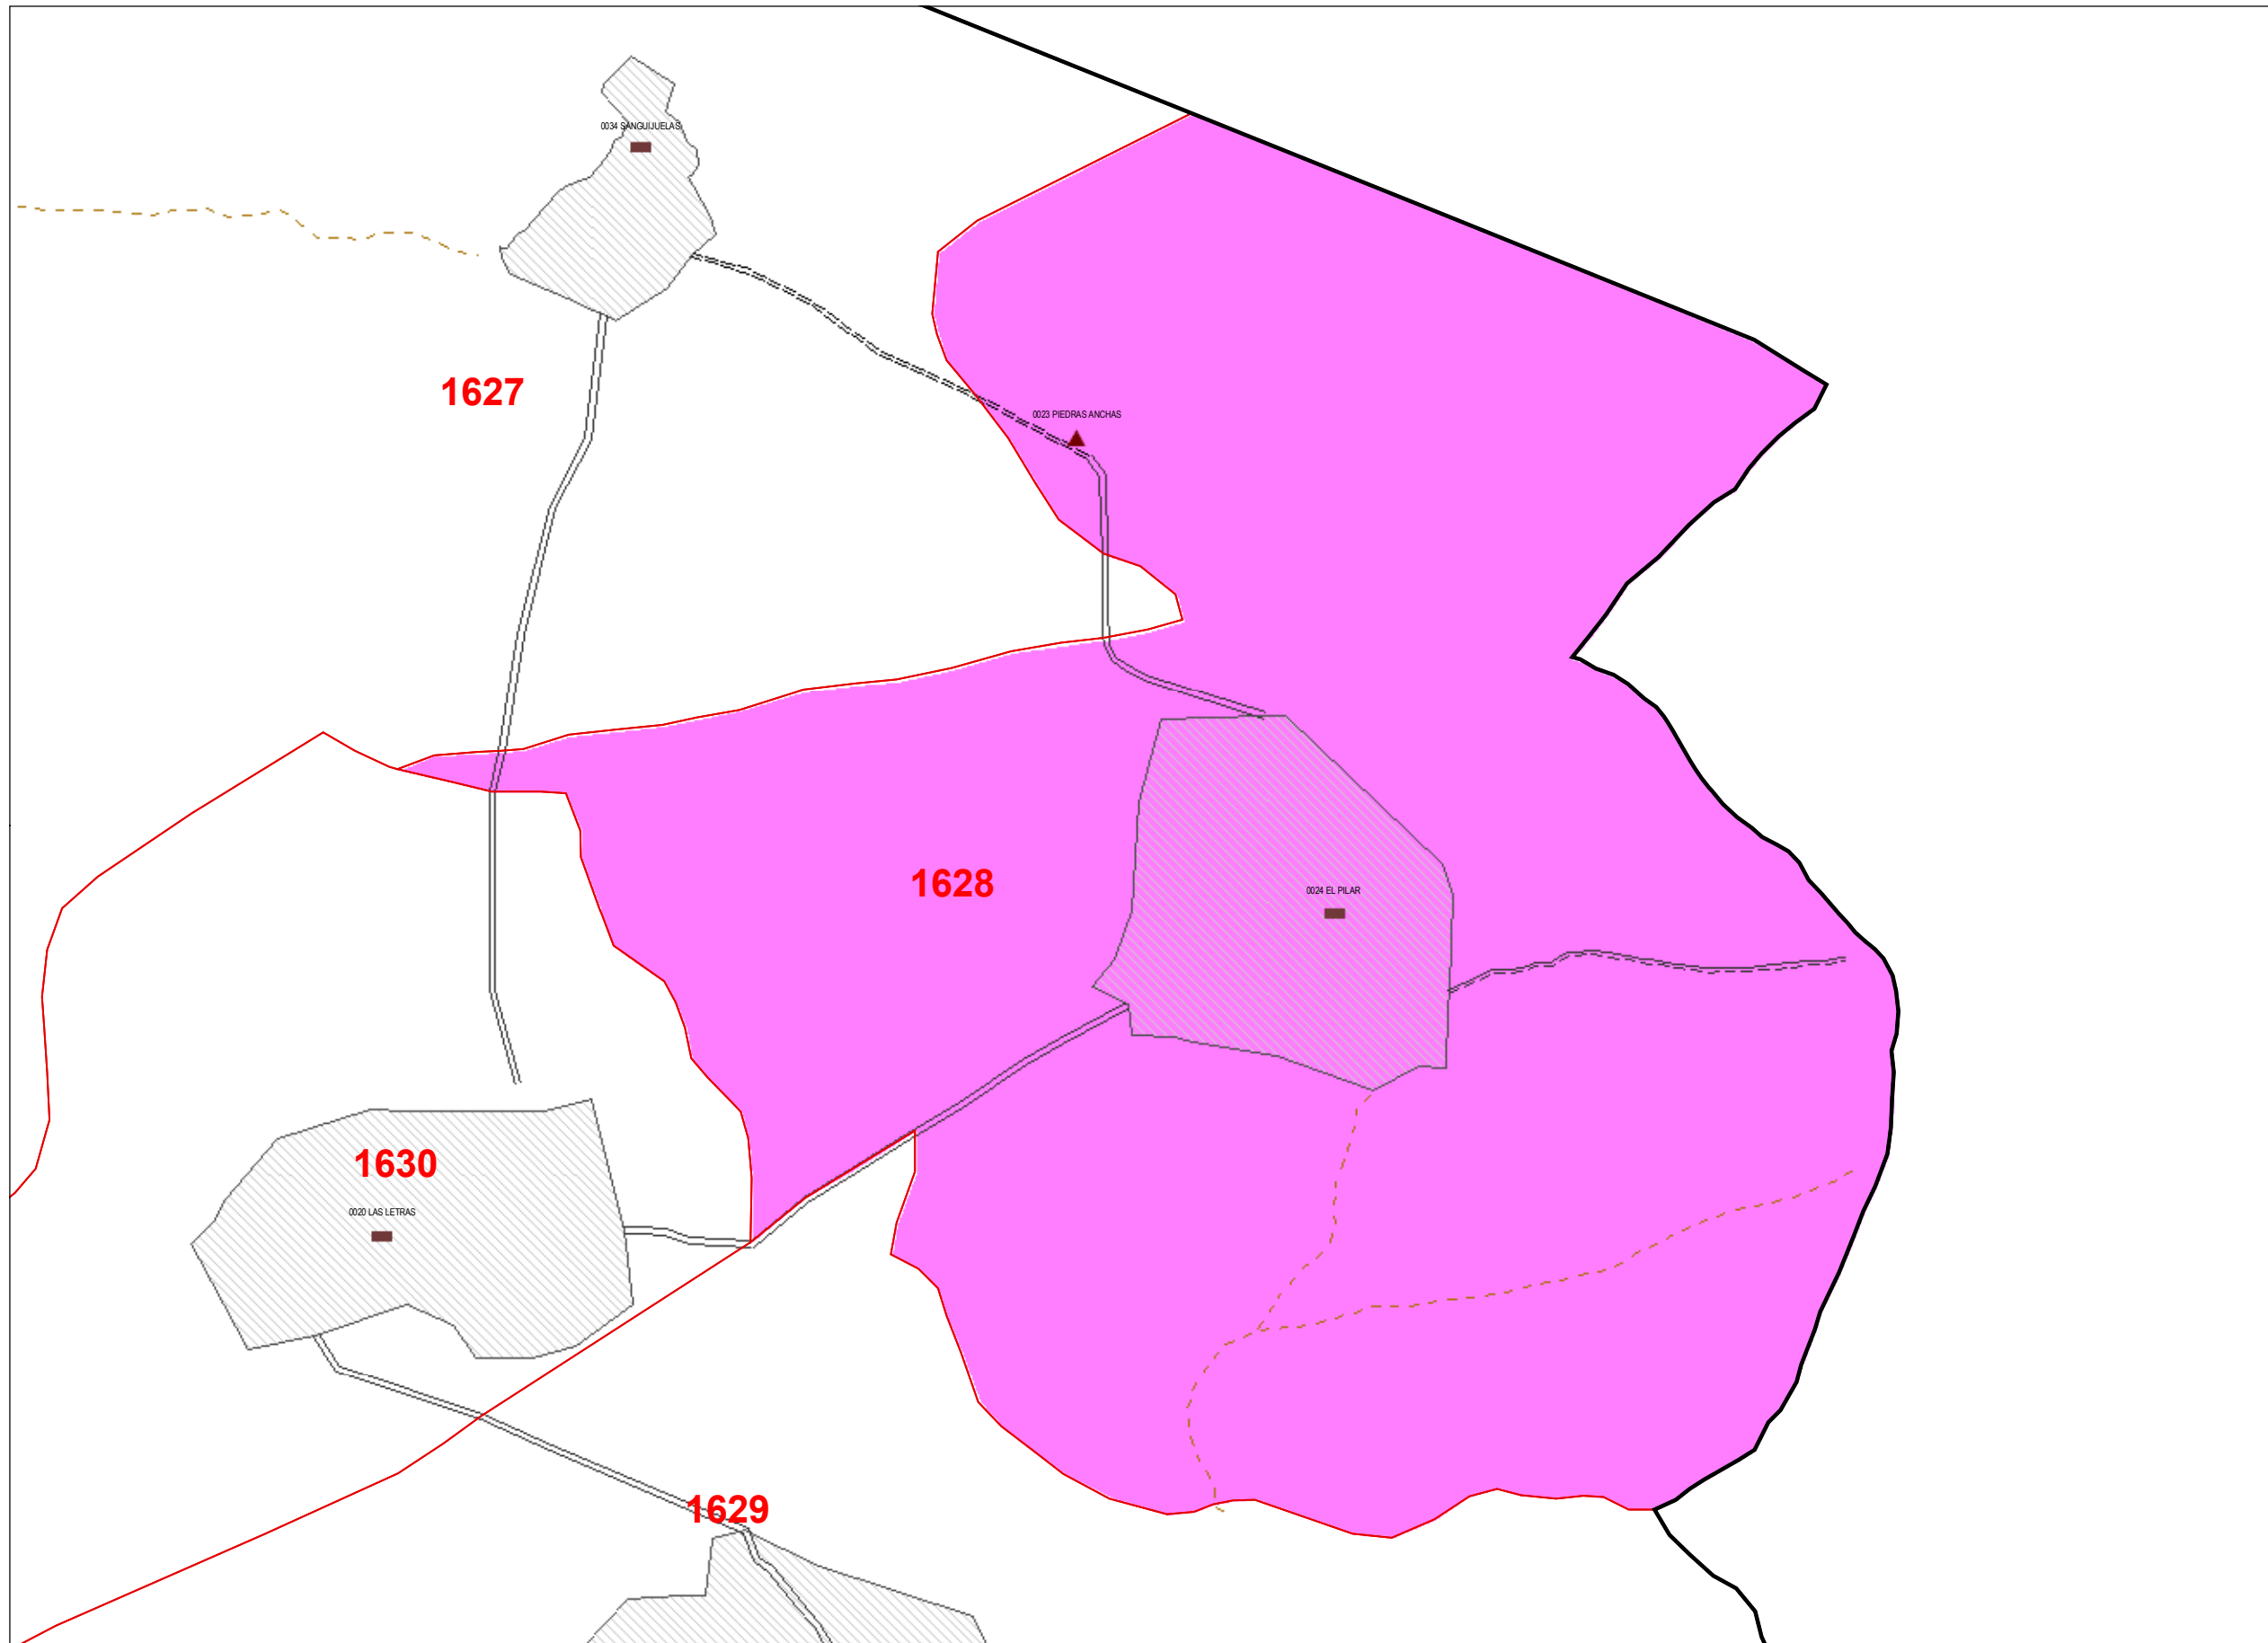 0034 SANGUIJUELAS
1627
0023 PIEDRAS ANCHAS
1628
0024 EL PILAR
1630
0020 LAS LETRAS
1629